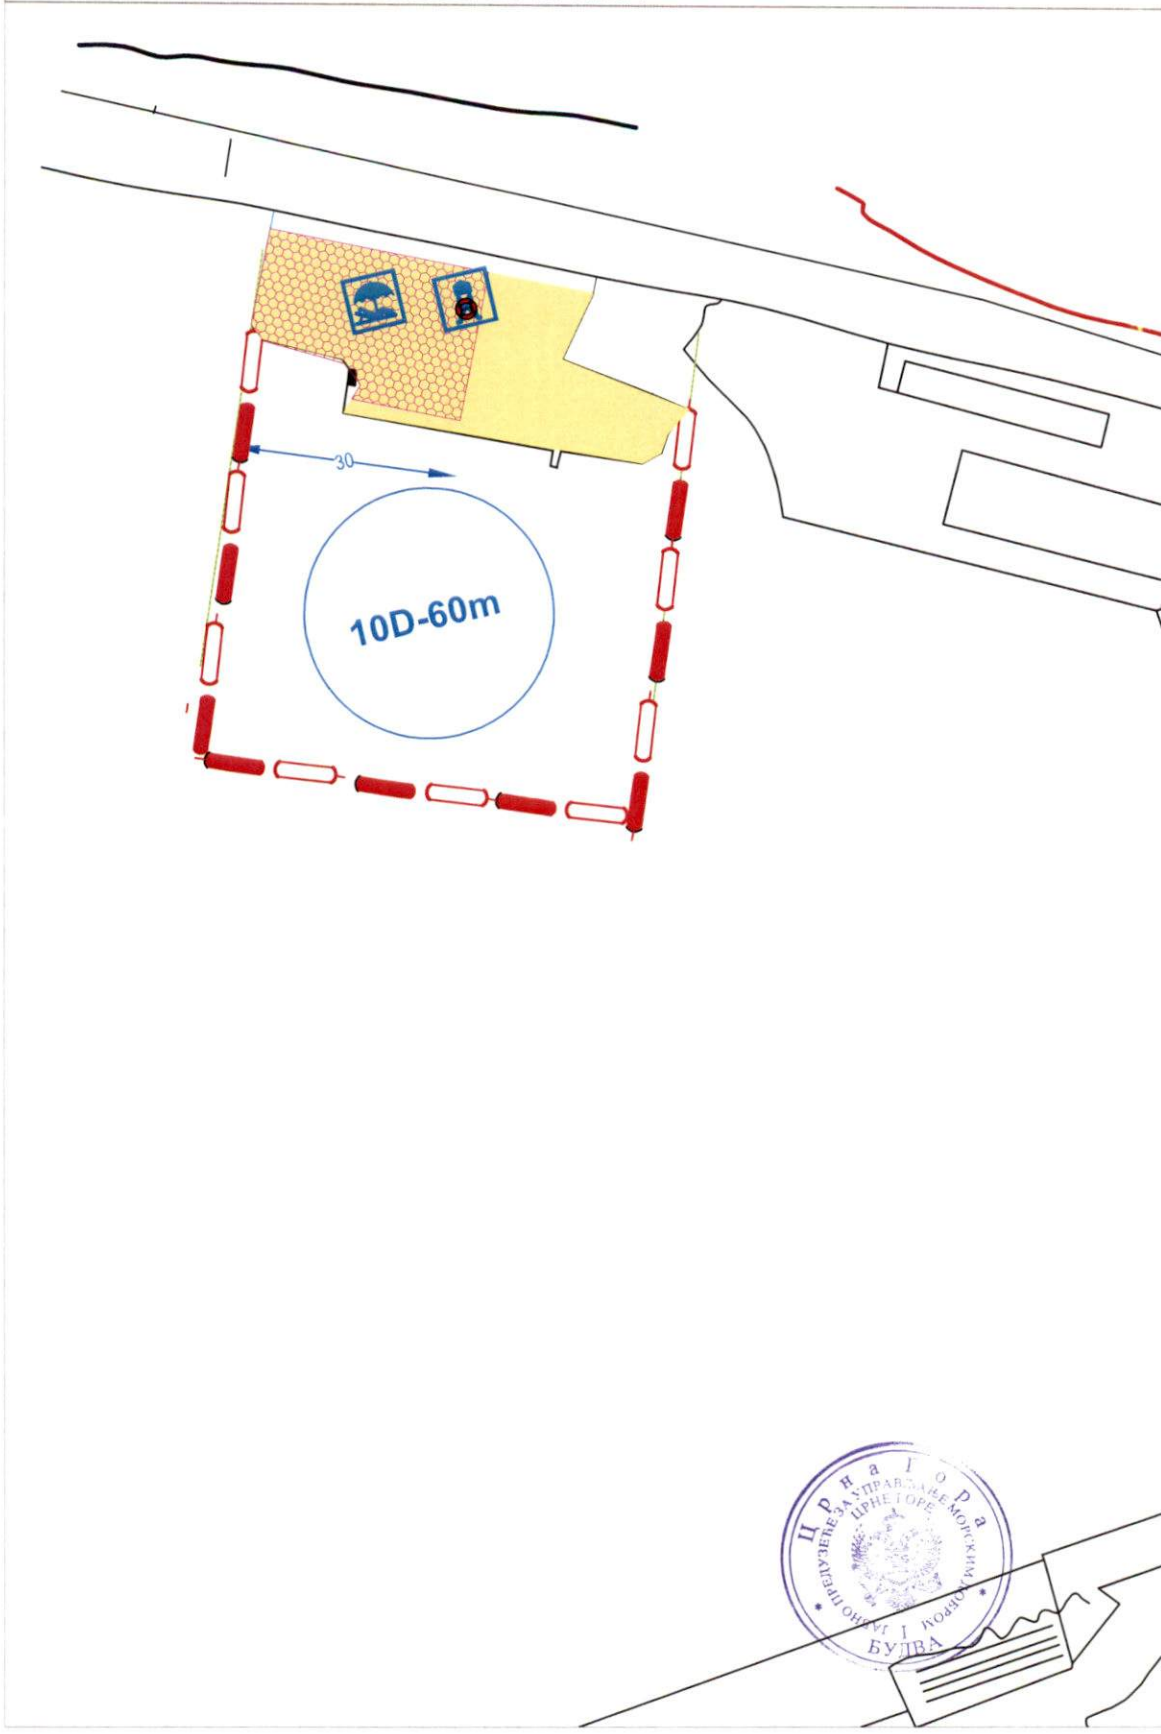 30
10D-60m
Црна Гора
ЈАВНО ПРЕДУЗЕЋЕ ЗА УПРАВЉАЊЕ МОРСКИМ ДОБРОМ
ЦРНЕ ГОРЕ
I
БУДВА